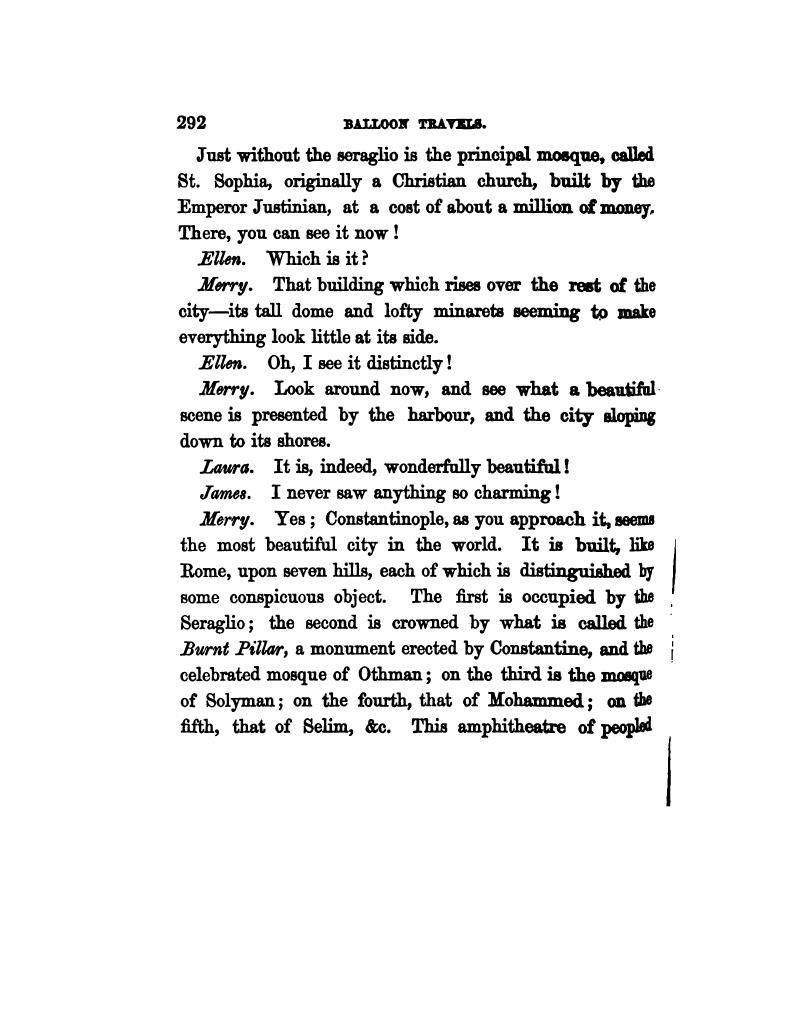 292 BALLOON TRAVELS.
Just without the seraglio is the principal mosque, called
St. Sophia, originally a Christian church, built by the
Emperor Justinian, at a cost of about a million of money.
There, you can see it now !
Ellen. Which is it ?
Merry. That building which rises over the rest of the
city—its tall dome and lofty minarets seeming to make
everything look little at its side.
Ellen. Oh, I see it distinctly !
Merry. Look around now, and see what a beautiful
scene is presented by the harbour, and the city sloping
down to its shores.
Laura. It is, indeed, wonderfully beautiful !
James. I never saw anything so charming !
Merry. Yes ; Constantinople, as you approach it, seems
the most beautiful city in the world. It is built, like
Rome, upon seven hills, each of which is distinguished by
some conspicuous object. The first is occupied by the
Seraglio ; the second is crowned by what is called the
Burnt Pillar, a monument erected by Constantine, and the
celebrated mosque of Othman ; on the third is the mosque
of Solyman ; on the fourth, that of Mohammed ; on the
fifth, that of Selim, &c. This amphitheatre of peopled